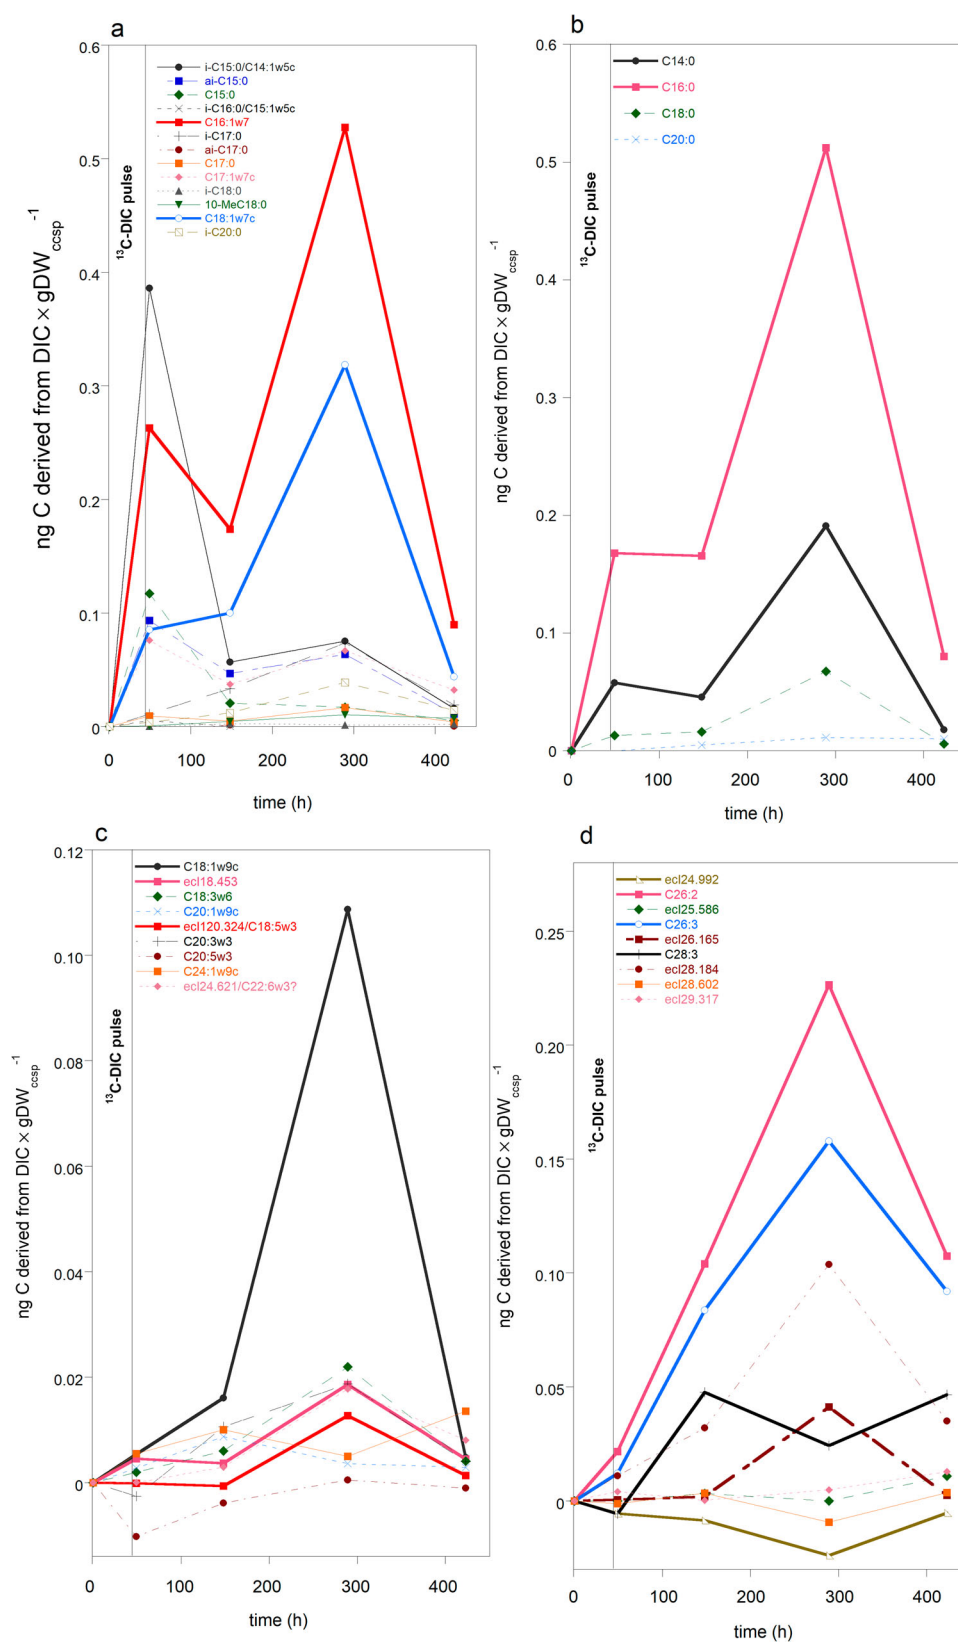 a
0.6
0.5
0.4
0.3
0.2
0.1
0
0
100
200
300
400
time (h)
ng C derived from DIC × gDWccsp-1
13C-DIC pulse
i-C15:0/C14:1w5c
ai-C15:0
C15:0
i-C16:0/C15:1w5c
C16:1w7
i-C17:0
ai-C17:0
C17:0
C17:1w7c
i-C18:0
10-MeC18:0
C18:1w7c
i-C20:0
b
0.6
0.5
0.4
0.3
0.2
0.1
0
0
100
200
300
400
time (h)
ng C derived from DIC × gDWccsp-1
13C-DIC pulse
C14:0
C16:0
C18:0
C20:0
c
0.12
0.10
0.08
0.06
0.04
0.02
0
0
100
200
300
400
time (h)
ng C derived from DIC × gDWccsp-1
13C-DIC pulse
C18:1w9c
ecl18.453
C18:3w6
C20:1w9c
ecl120.324/C18:5w3
C20:3w3
C20:5w3
C24:1w9c
ecl24.621/C22:6w3?
d
0.25
0.20
0.15
0.10
0.05
0
0
100
200
300
400
time (h)
ng C derived from DIC × gDWccsp-1
13C-DIC pulse
ecl24.992
C26:2
ecl25.586
C26:3
ecl26.165
C28:3
ecl28.184
ecl28.602
ecl29.317